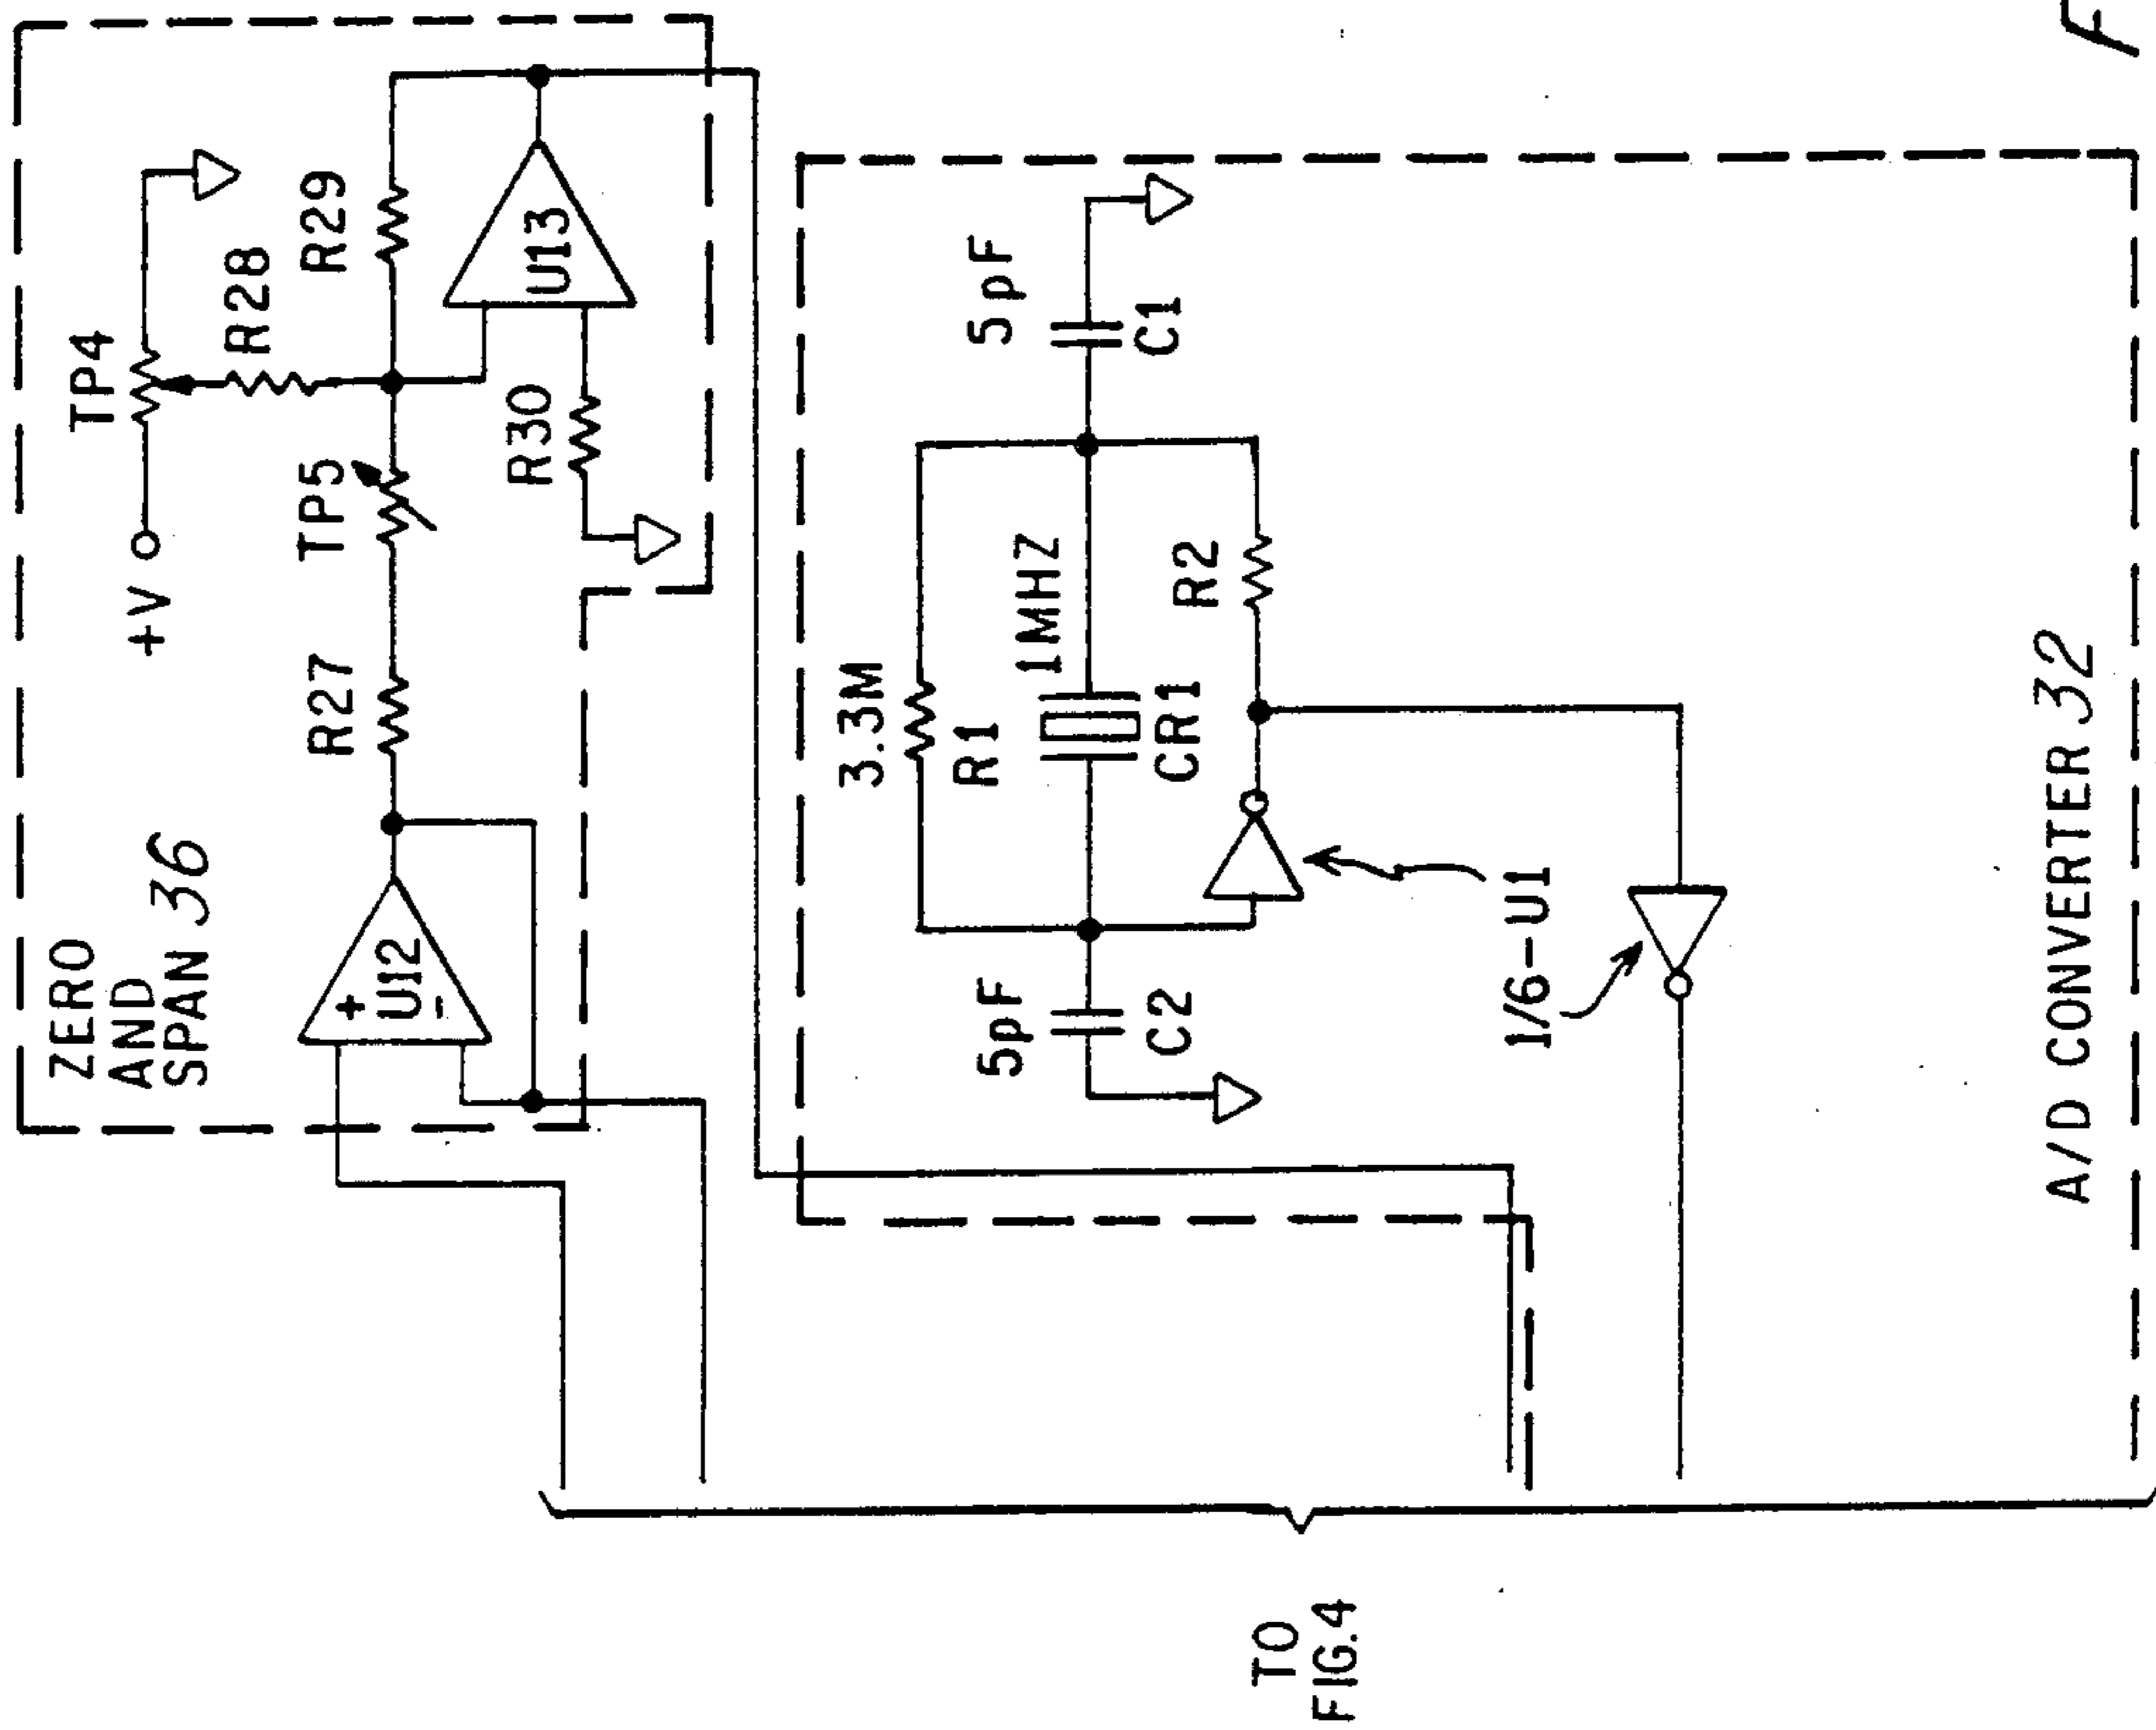 ZERO
AND
SPAN 36
+V
TP4
R28
R27
TP5
R29
+
U12
-
R30
U13
3.3M
R1
5pF
C2
1MHZ
CR1
5pF
C1
R2
1/6-U1
A/D CONVERTER 32
TO
FIG.4